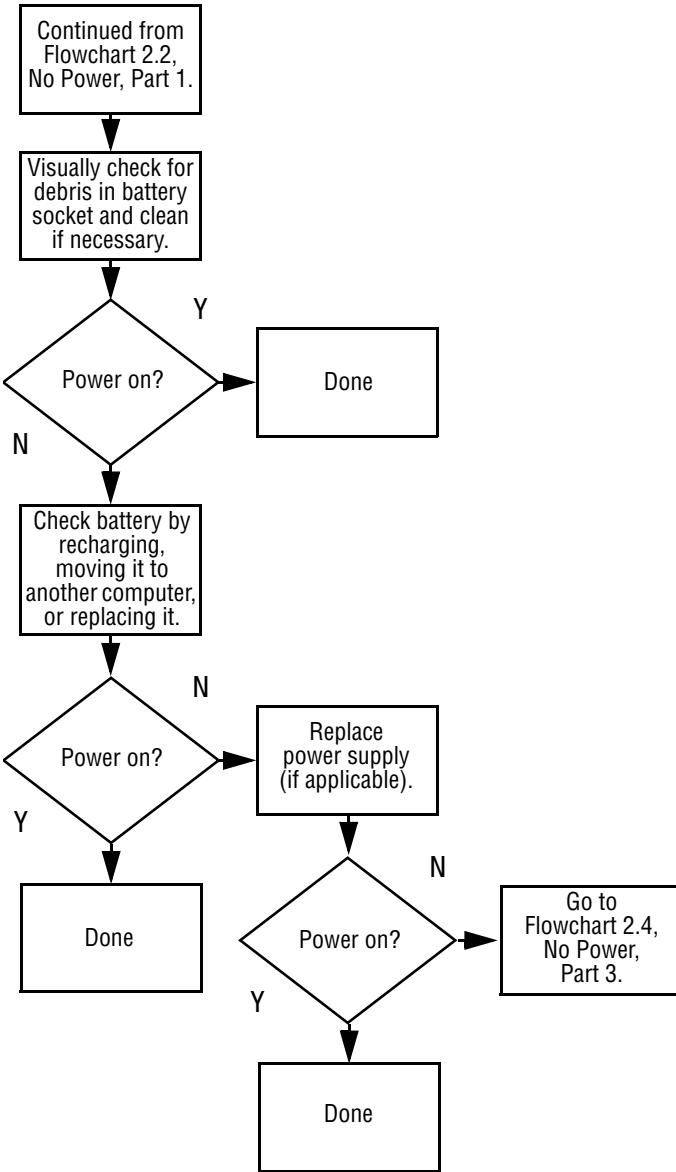 Continued from
Flowchart 2.2,
No Power, Part 1.
Visually check for
debris in battery
socket and clean
if necessary.
Y
Power on?
Done
N
Check battery by
recharging,
moving it to
another computer,
or replacing it.
N
Power on?
Replace
power supply
(if applicable).
Y
Done
N
Power on?
Go to
Flowchart 2.4,
No Power,
Part 3.
Y
Done